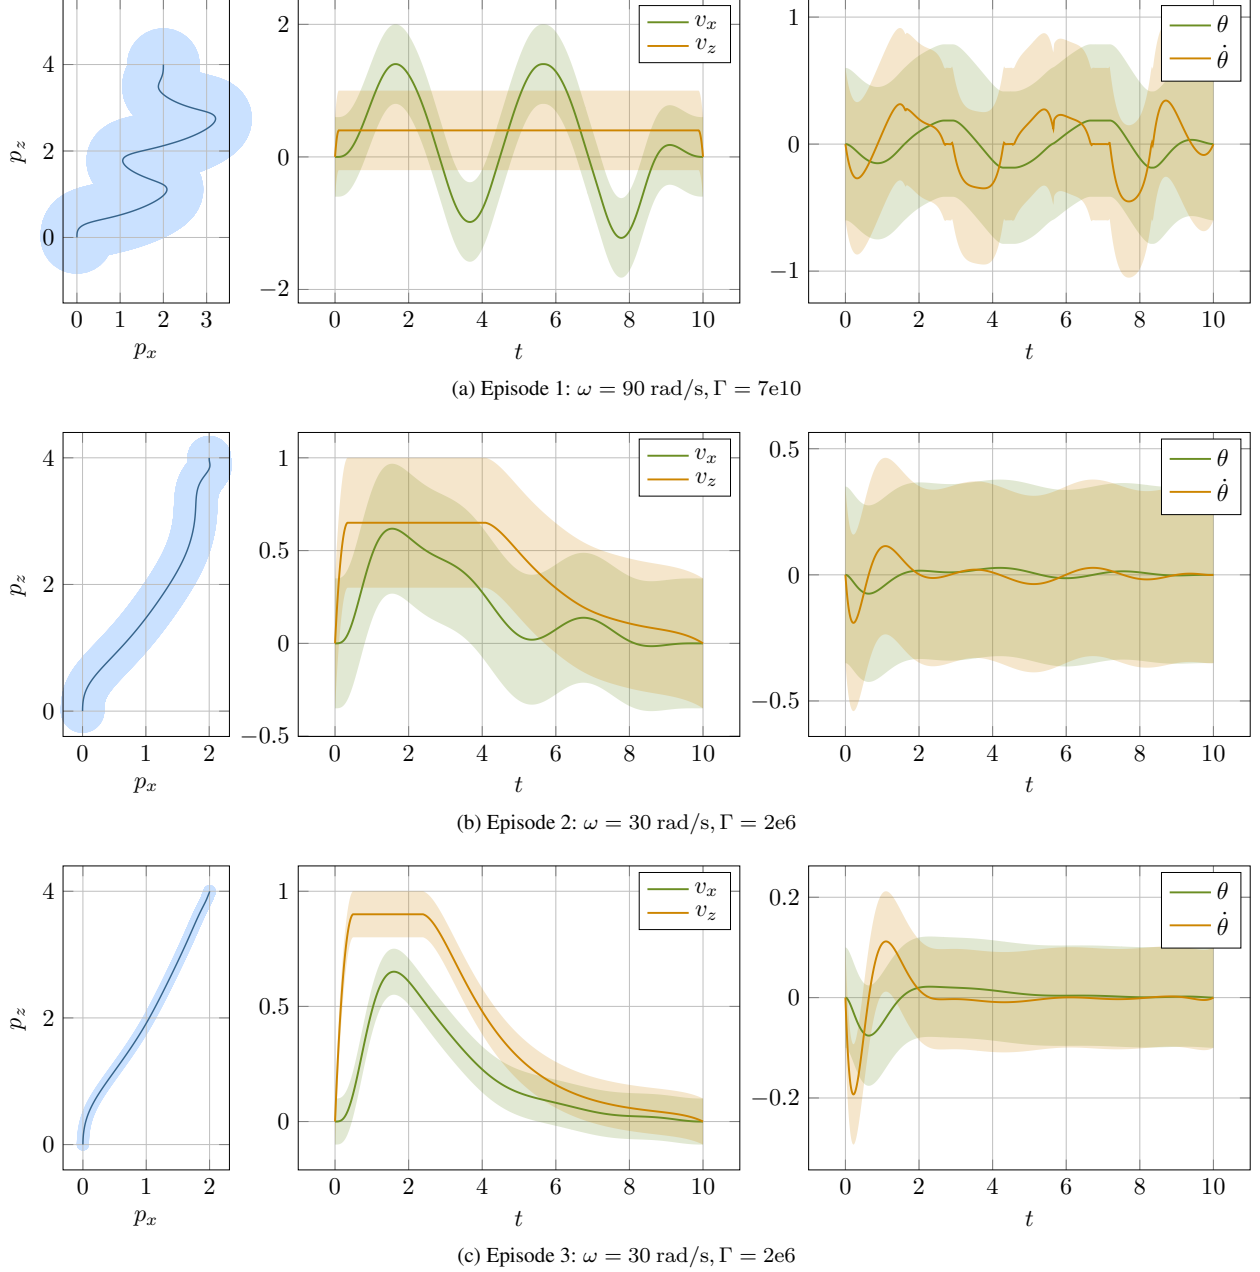 p_z
4
2
0
0 1 2 3
p_x
2
0
−2
0 2 4 6 8 10
t
v_x
v_z
1
0
−1
0 2 4 6 8 10
t
θ
θ̇
(a) Episode 1: ω = 90 rad/s, Γ = 7e10
p_z
4
2
0
0 1 2
p_x
1
0.5
0
−0.5
0 2 4 6 8 10
t
v_x
v_z
0.5
0
−0.5
0 2 4 6 8 10
t
θ
θ̇
(b) Episode 2: ω = 30 rad/s, Γ = 2e6
p_z
4
2
0
0 1 2
p_x
1
0.5
0
0 2 4 6 8 10
t
v_x
v_z
0.2
0
−0.2
0 2 4 6 8 10
t
θ
θ̇
(c) Episode 3: ω = 30 rad/s, Γ = 2e6